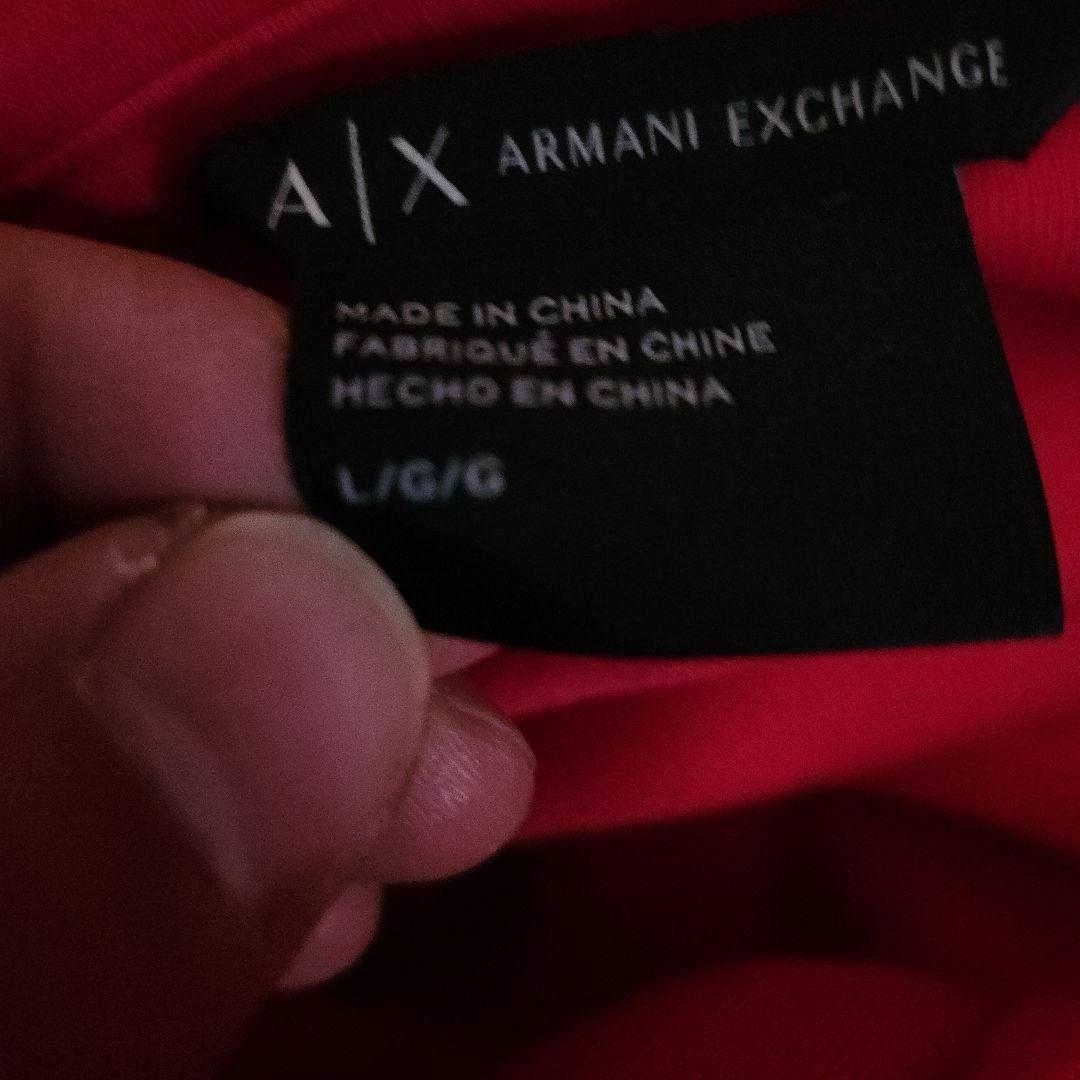 A|X ARMANI EXCHANGE
MADE IN CHINA
FABRIQUÉ EN CHINE
HECHO EN CHINA
L/G/G